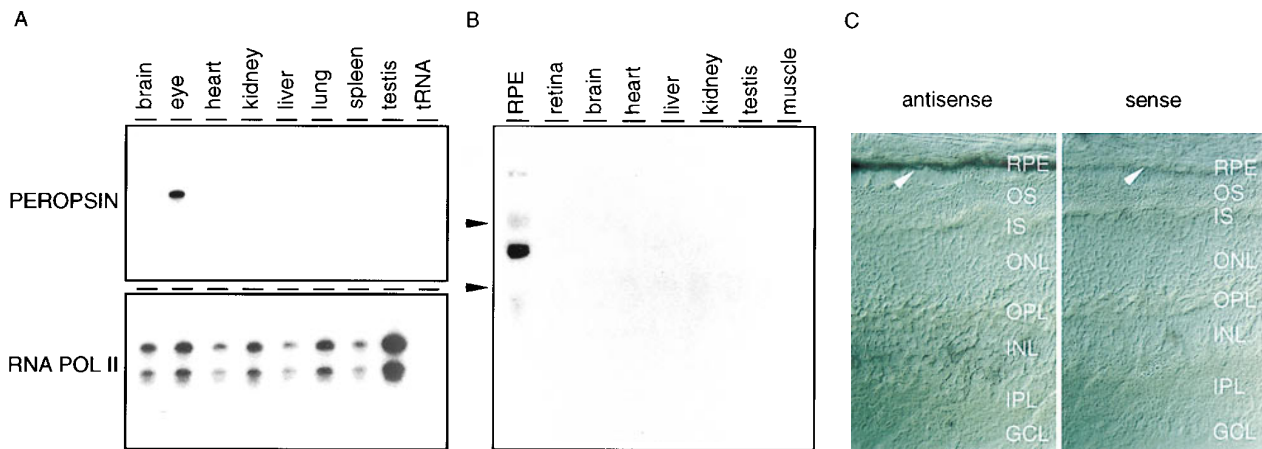 A
brain
eye
heart
kidney
liver
lung
spleen
testis
tRNA
PEROPSIN
RNA POL II
B
RPE
retina
brain
heart
liver
kidney
testis
muscle
C
antisense
sense
RPE
OS
IS
ONL
OPL
INL
IPL
GCL
RPE
OS
IS
ONL
OPL
INL
IPL
GCL